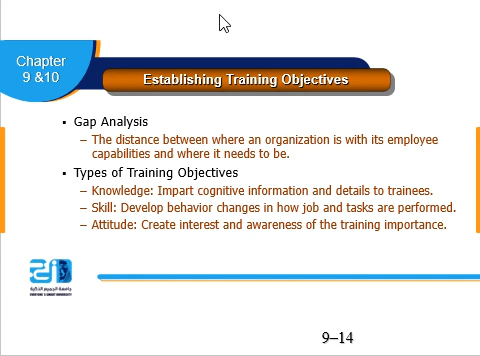 Chapter
9 &10
Establishing Training Objectives
▪ Gap Analysis
– The distance between where an organization is with its employee
capabilities and where it needs to be.
▪ Types of Training Objectives
– Knowledge: Impart cognitive information and details to trainees.
– Skill: Develop behavior changes in how job and tasks are performed.
– Attitude: Create interest and awareness of the training importance.
9–14